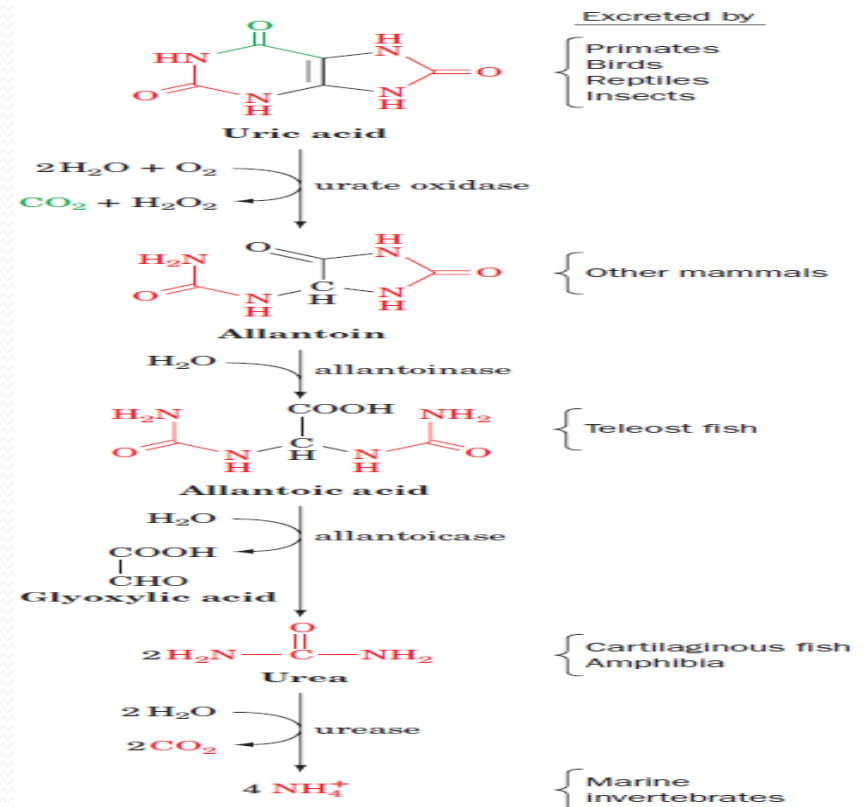 Excreted by
O
HN
H
N
O
O
N
H
N
H
Primates
Birds
Reptiles
Insects
Uric acid
2H₂O + O₂
CO₂ + H₂O₂
urate oxidase
H₂N
O
H
N
O
O
N
H
C
H
N
H
Other mammals
Allantoin
H₂O
allantoinase
H₂N
COOH
NH₂
O
N
H
C
H
N
H
O
Teleost fish
Allantoic acid
H₂O
allantoicase
COOH
CHO
Glyoxylic acid
O
2 H₂N—C—NH₂
Cartilaginous fish
Amphibia
Urea
2 H₂O
2CO₂
urease
4 NH₄⁺
Marine
invertebrates